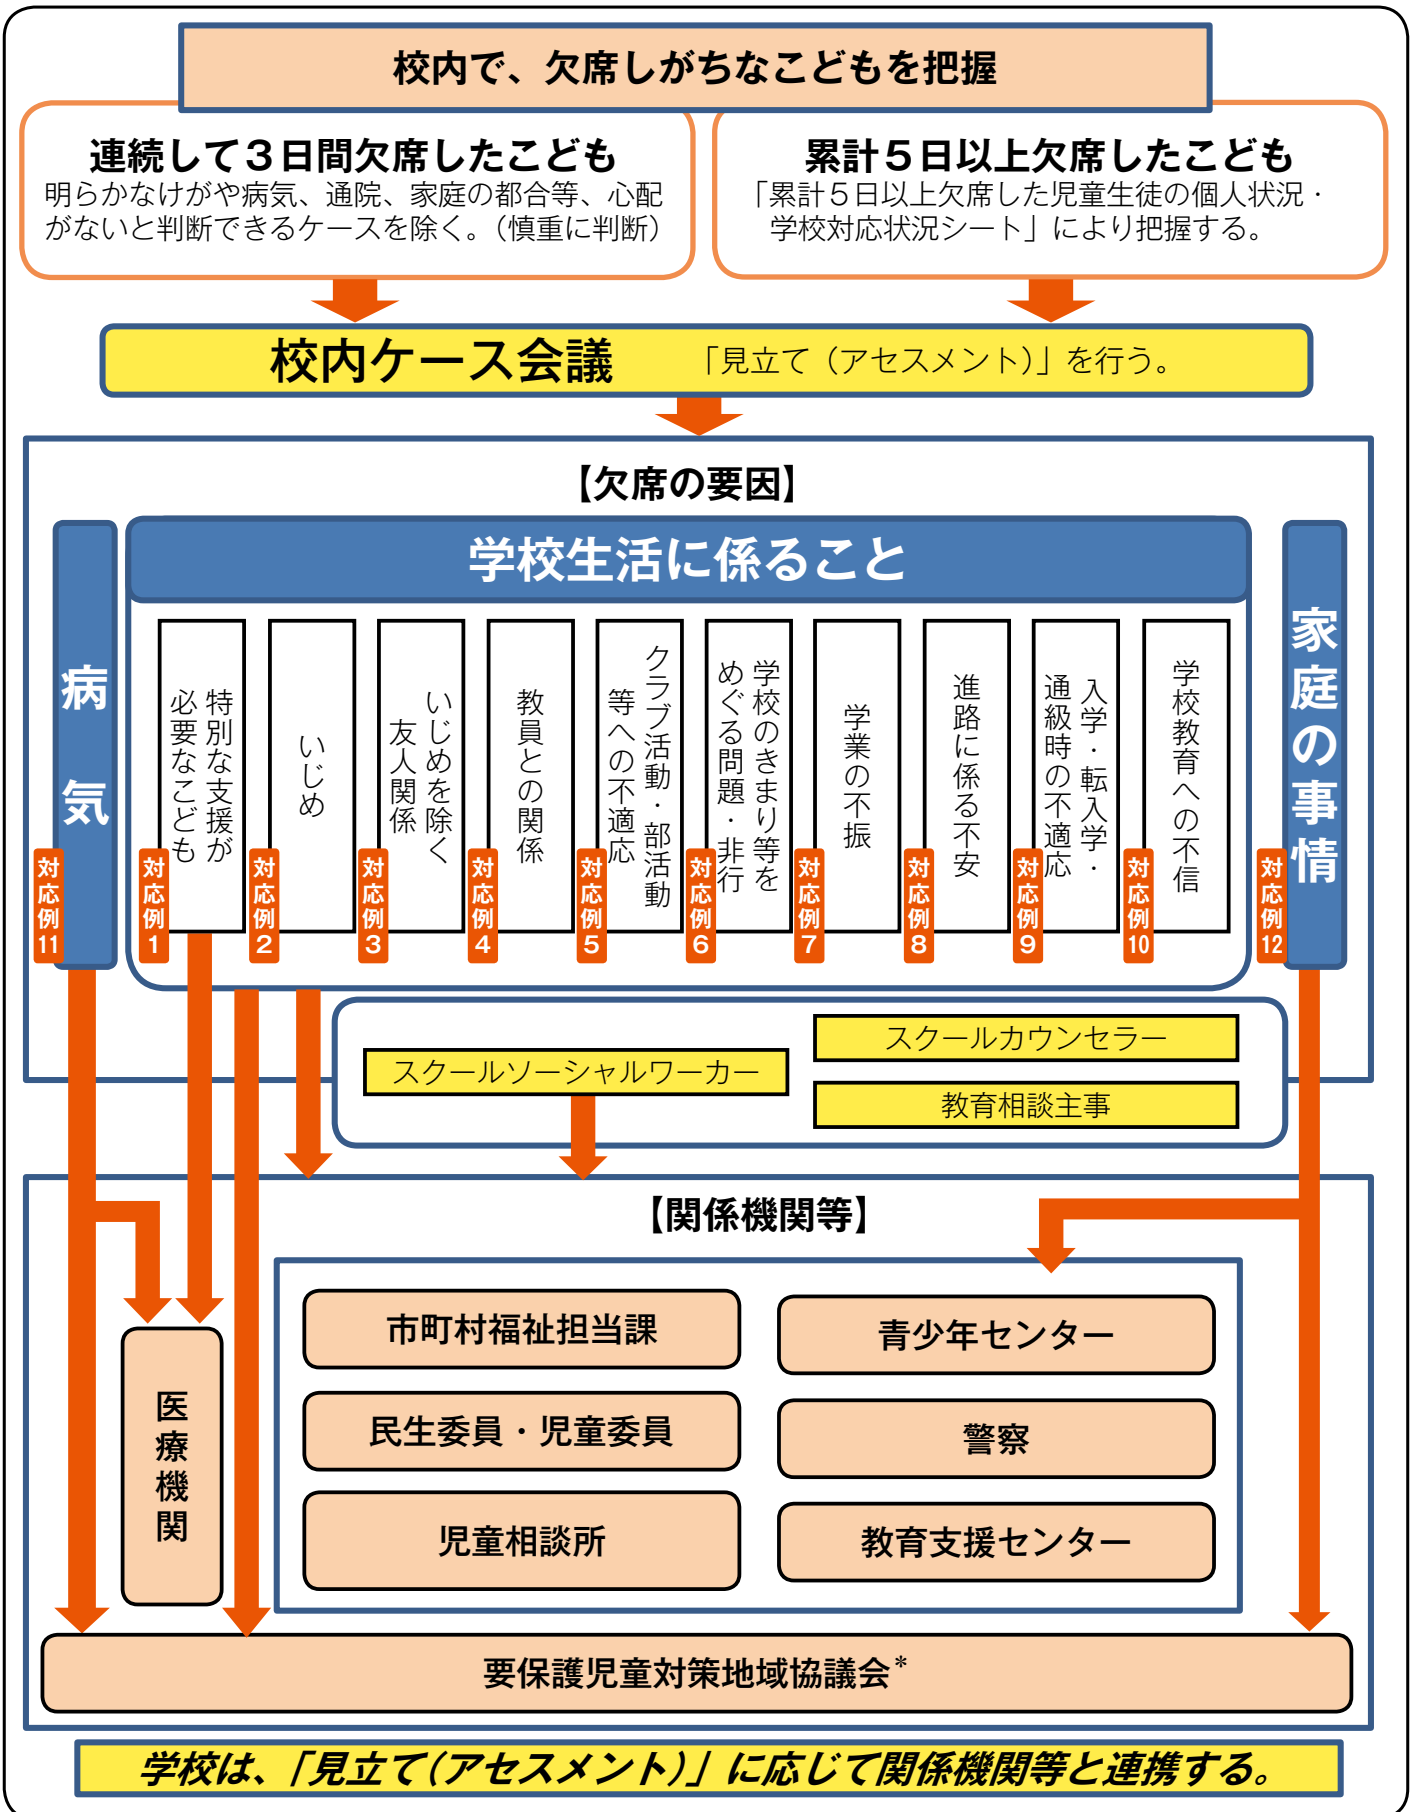 校内で、欠席しがちなこどもを把握
連続して３日間欠席したこども
明らかなけがや病気、通院、家庭の都合等、心配
がないと判断できるケースを除く。（慎重に判断）
累計５日以上欠席したこども
「累計５日以上欠席した児童生徒の個人状況・
学校対応状況シート」により把握する。
校内ケース会議　「見立て（アセスメント）」を行う。
【欠席の要因】
病気
対応例11
学校生活に係ること
特別な支援が
必要なこども
対応例１
いじめ
対応例２
いじめを除く
友人関係
対応例３
教員との関係
対応例４
クラブ活動・部活動
等への不適応
対応例５
学校のきまり等を
めぐる問題・非行
対応例６
学業の不振
対応例７
進路に係る不安
対応例８
入学・転入学・
通級時の不適応
対応例９
学校教育への不信
対応例10
家庭の事情
対応例12
スクールソーシャルワーカー
スクールカウンセラー
教育相談主事
【関係機関等】
医療機関
市町村福祉担当課
民生委員・児童委員
児童相談所
青少年センター
警察
教育支援センター
要保護児童対策地域協議会*
学校は、「見立て（アセスメント）」に応じて関係機関等と連携する。